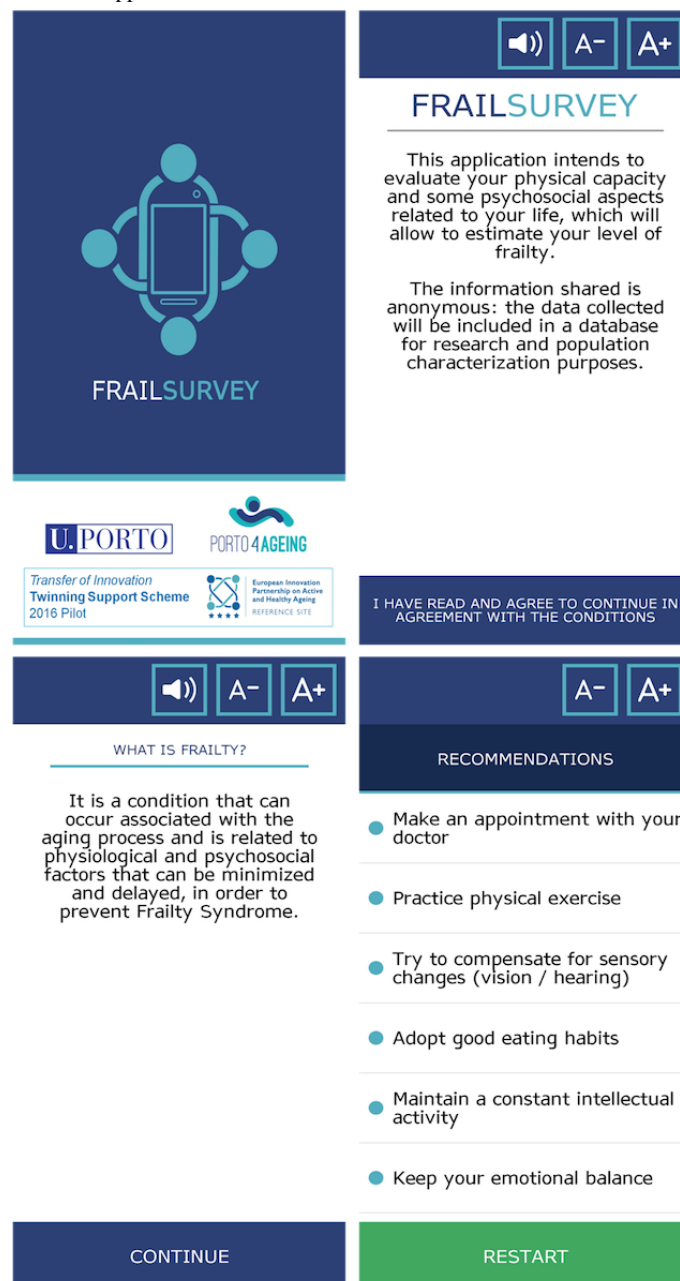 FRAILSURVEY
U.PORTO
PORTO4AGEING
Transfer of Innovation
Twinning Support Scheme
2016 Pilot
European Innovation
Partnership on Active
and Healthy Ageing
REFERENCE SITE
A-
A+
FRAILSURVEY
This application intends to
evaluate your physical capacity
and some psychosocial aspects
related to your life, which will
allow to estimate your level of
frailty.
The information shared is
anonymous: the data collected
will be included in a database
for research and population
characterization purposes.
I HAVE READ AND AGREE TO CONTINUE IN
AGREEMENT WITH THE CONDITIONS
A-
A+
WHAT IS FRAILTY?
It is a condition that can
occur associated with the
aging process and is related to
physiological and psychosocial
factors that can be minimized
and delayed, in order to
prevent Frailty Syndrome.
CONTINUE
A-
A+
RECOMMENDATIONS
Make an appointment with your
doctor
Practice physical exercise
Try to compensate for sensory
changes (vision / hearing)
Adopt good eating habits
Maintain a constant intellectual
activity
Keep your emotional balance
RESTART